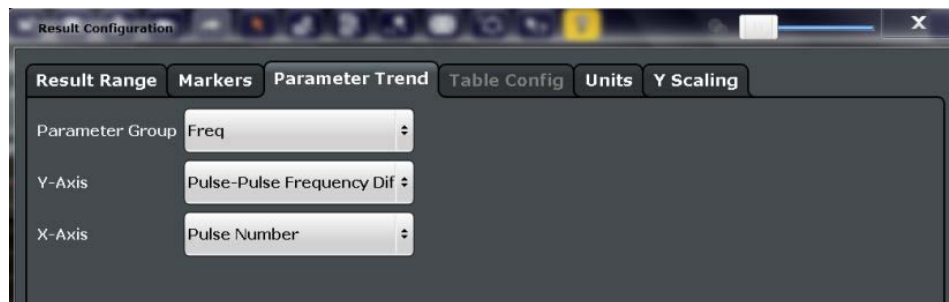 Result Configuration
X
Result Range Markers Parameter Trend Table Config Units Y Scaling
Parameter Group Freq
Y-Axis Pulse-Pulse Frequency Dif
X-Axis Pulse Number